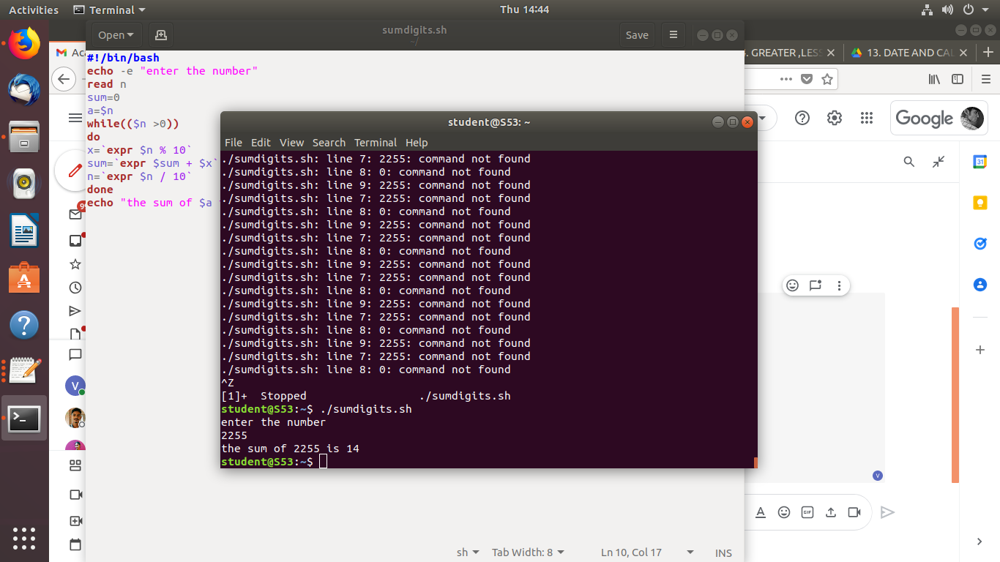 Activities
Terminal
Thu 14:44
Open
sumdigits.sh
~/
Save
. GREATER ,LES
13. DATE AND CAL
#!/bin/bash
echo -e "enter the number"
read n
sum=0
a=$n
while(($n >0))
do
x=`expr $n % 10`
sum=`expr $sum + $x`
n=`expr $n / 10`
done
echo "the sum of $a
Google
student@S53: ~
File Edit View Search Terminal Help
./sumdigits.sh: line 7: 2255: command not found
./sumdigits.sh: line 8: 0: command not found
./sumdigits.sh: line 9: 2255: command not found
./sumdigits.sh: line 7: 2255: command not found
./sumdigits.sh: line 8: 0: command not found
./sumdigits.sh: line 9: 2255: command not found
./sumdigits.sh: line 7: 2255: command not found
./sumdigits.sh: line 8: 0: command not found
./sumdigits.sh: line 9: 2255: command not found
./sumdigits.sh: line 7: 2255: command not found
./sumdigits.sh: line 8: 0: command not found
./sumdigits.sh: line 9: 2255: command not found
./sumdigits.sh: line 7: 2255: command not found
./sumdigits.sh: line 8: 0: command not found
./sumdigits.sh: line 9: 2255: command not found
./sumdigits.sh: line 7: 2255: command not found
./sumdigits.sh: line 8: 0: command not found
^Z
[1]+  Stopped                 ./sumdigits.sh
student@S53:~$ ./sumdigits.sh
enter the number
2255
the sum of 2255 is 14
student@S53:~$
V
31
V
GIF
sh
Tab Width: 8
Ln 10, Col 17
INS